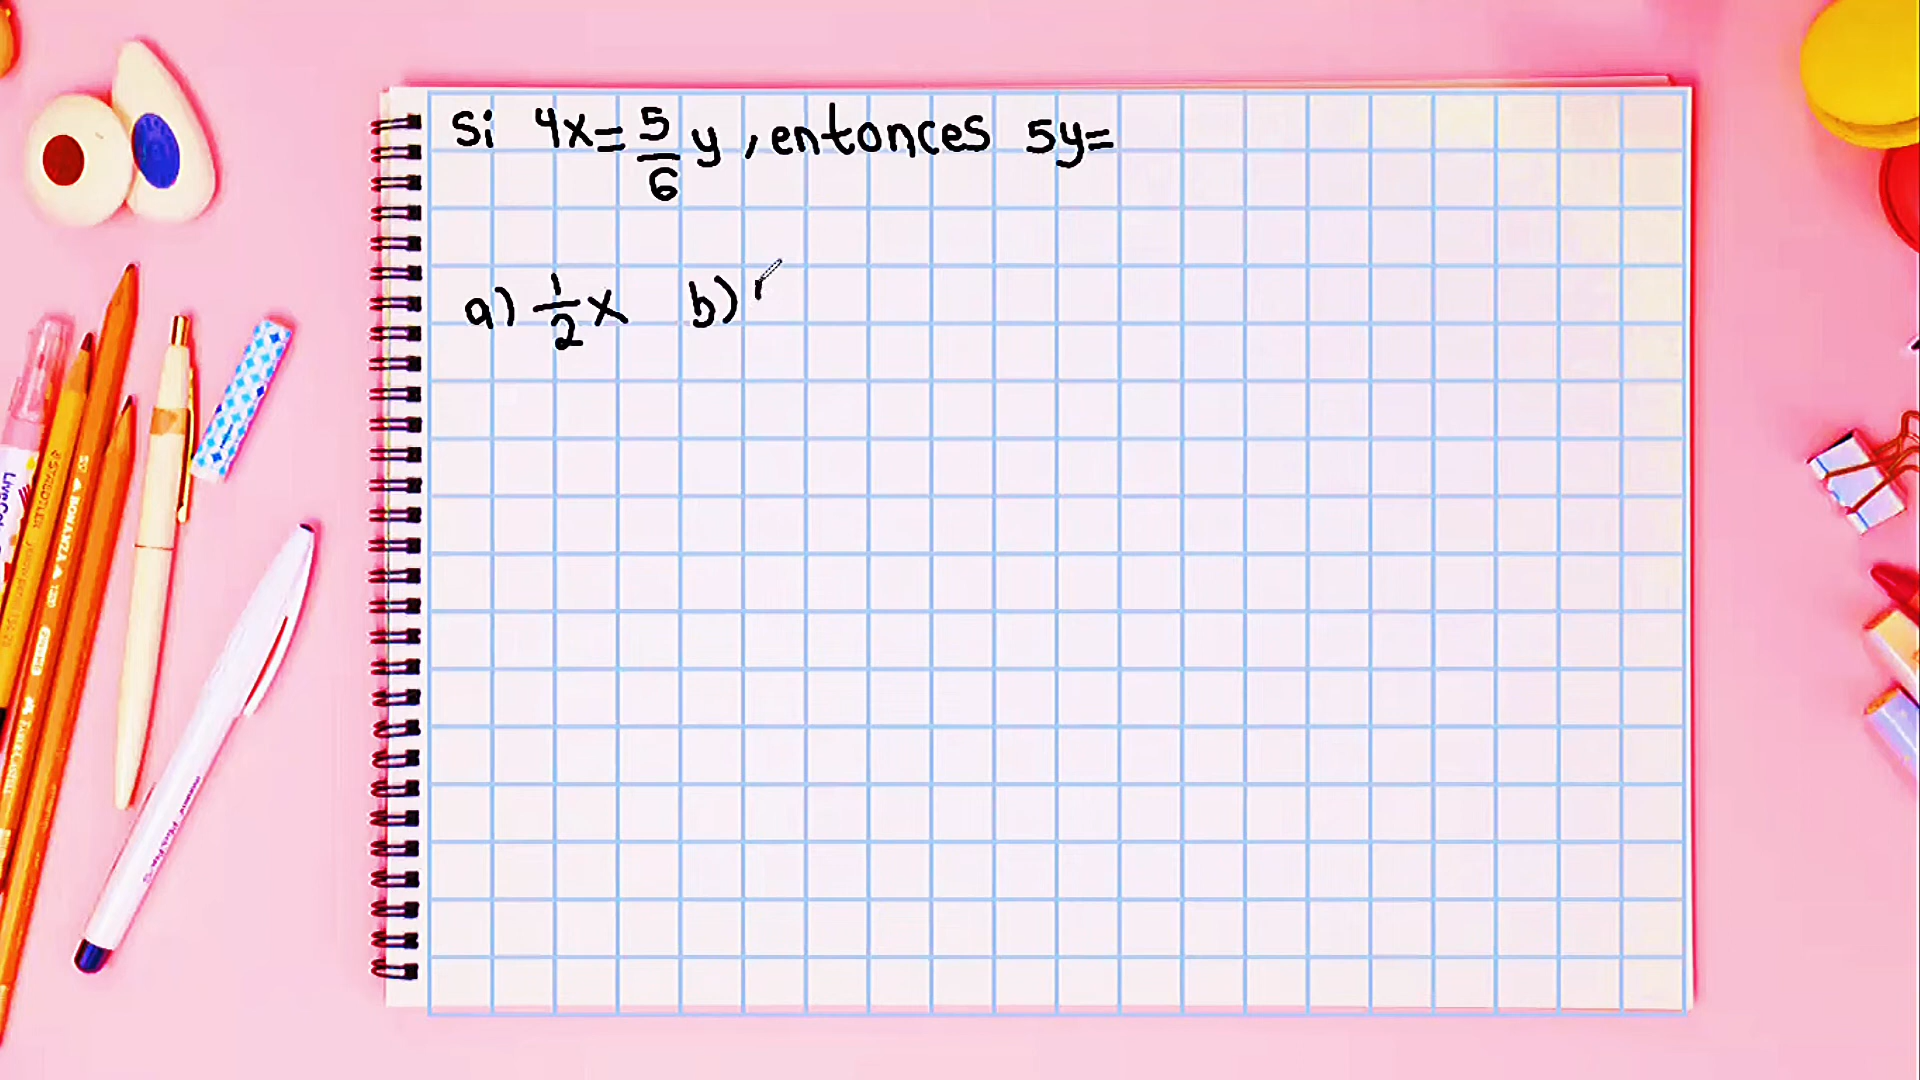 Si 4x=5/6 y, entonces 5y=
a) 1/2 x b)